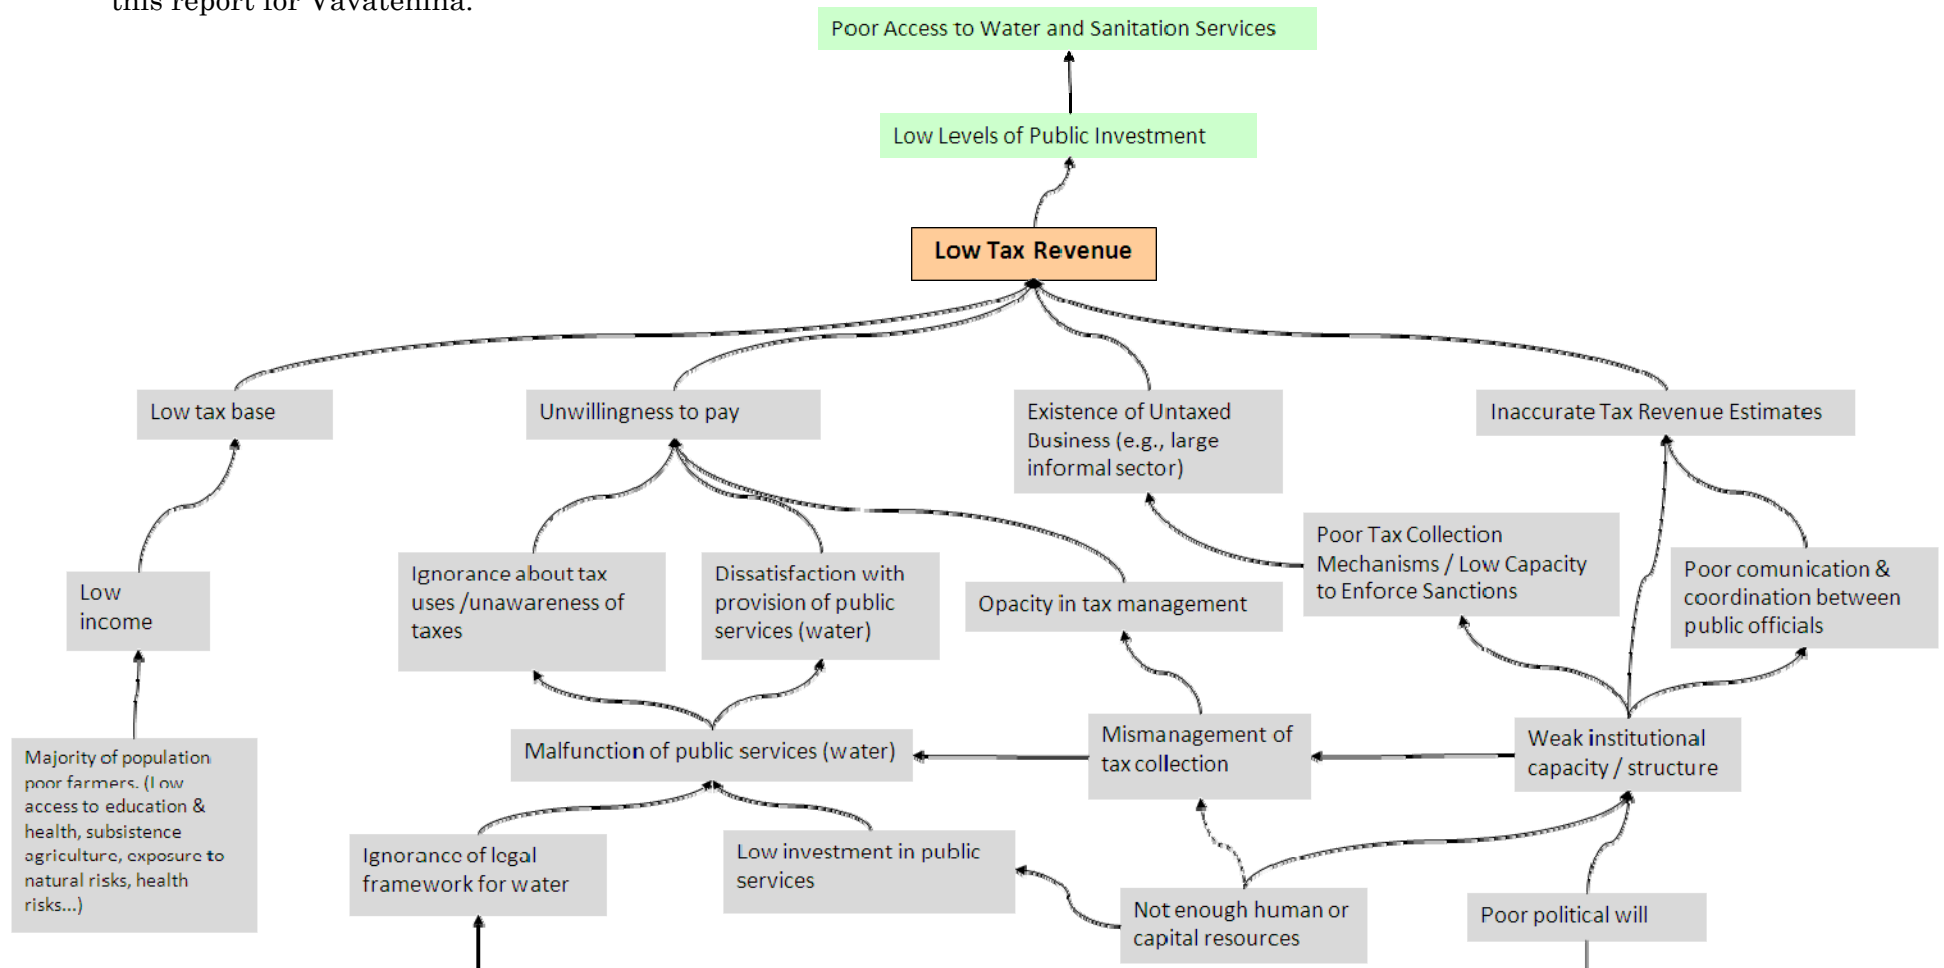 this report for Vavatenina.
Poor Access to Water and Sanitation Services
Low Levels of Public Investment
Low Tax Revenue
Low tax base
Unwillingness to pay
Existence of Untaxed
Business (e.g., large
informal sector)
Inaccurate Tax Revenue Estimates
Poor Tax Collection
Mechanisms / Low Capacity
to Enforce Sanctions
Poor comunication &
coordination between
public officials
Low
income
Ignorance about tax
uses /unawareness of
taxes
Dissatisfaction with
provision of public
services (water)
Opacity in tax management
Majority of population
poor farmers. (Low
access to education &
health, subsistence
agriculture, exposure to
natural risks, health
risks...)
Malfunction of public services (water)
Mismanagement of
tax collection
Weak institutional
capacity / structure
Ignorance of legal
framework for water
Low investment in public
services
Not enough human or
capital resources
Poor political will